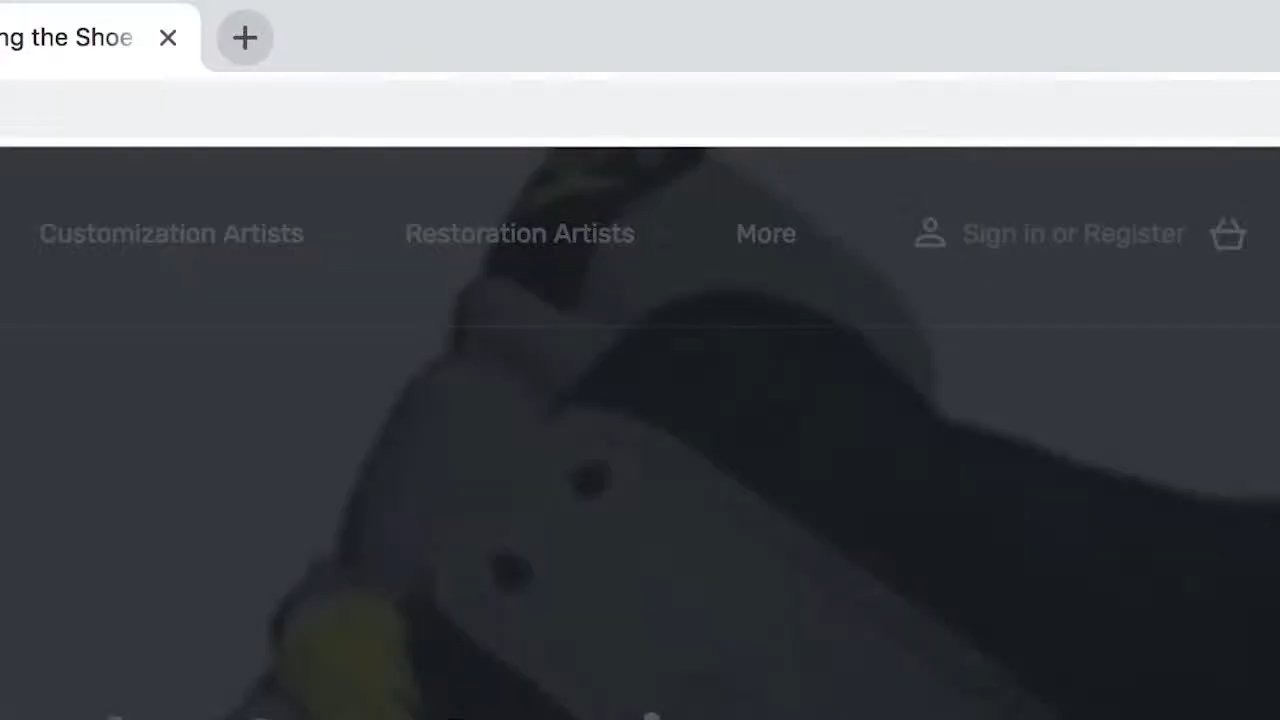 ng the Shoe
Customization Artists Restoration Artists More Sign in or Register